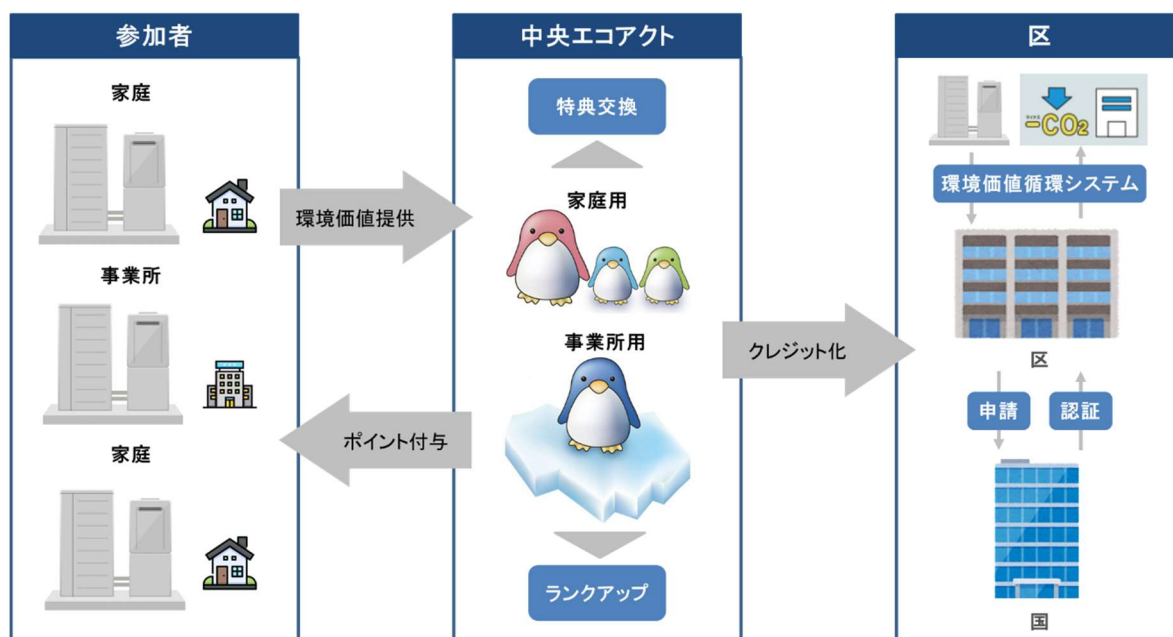 参加者
家庭
事業所
家庭
環境価値提供
ポイント付与
中央エコアクト
特典交換
家庭用
事業所用
ランクアップ
クレジット化
区
-CO2
環境価値循環システム
区
申請
認証
国